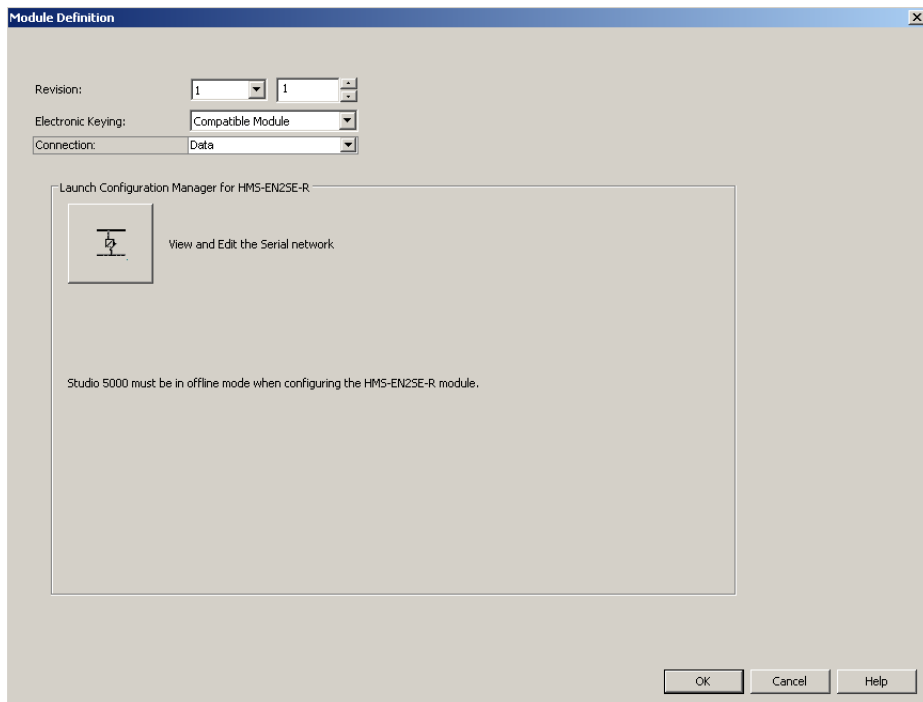 Module Definition
Revision: 1 1
Electronic Keying: Compatible Module
Connection: Data
Launch Configuration Manager for HMS-EN2SE-R
View and Edit the Serial network
Studio 5000 must be in offline mode when configuring the HMS-EN2SE-R module.
OK Cancel Help